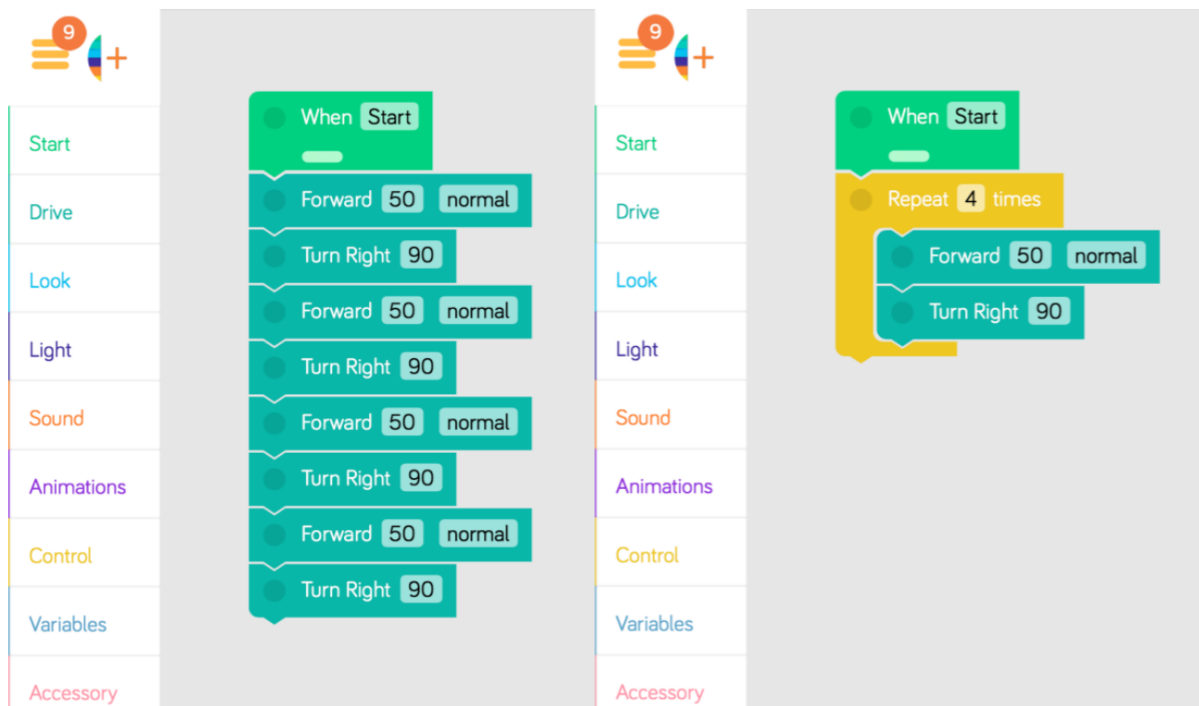 9
+
Start
Drive
Look
Light
Sound
Animations
Control
Variables
Accessory
When Start
Forward 50 normal
Turn Right 90
Forward 50 normal
Turn Right 90
Forward 50 normal
Turn Right 90
Forward 50 normal
Turn Right 90
9
+
Start
Drive
Look
Light
Sound
Animations
Control
Variables
Accessory
When Start
Repeat 4 times
Forward 50 normal
Turn Right 90